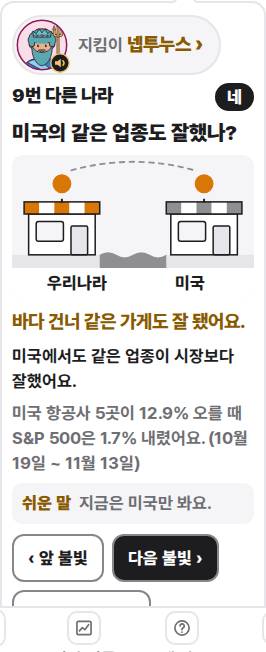 지킴이 넵투누스 ›
9번 다른 나라
네
미국의 같은 업종도 잘했나?
우리나라
미국
바다 건너 같은 가게도 잘 됐어요.
미국에서도 같은 업종이 시장보다
잘했어요.
미국 항공사 5곳이 12.9% 오를 때
S&P 500은 1.7% 내렸어요. (10월
19일 ~ 11월 13일)
쉬운 말 지금은 미국만 봐요.
‹ 앞 불빛
다음 불빛 ›